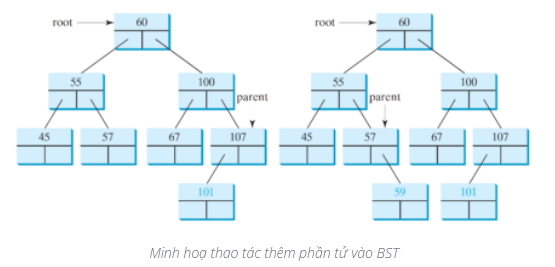 root 60 root 60
55 100 55 100
parent parent
45 57 67 107 45 57 67 107
101 59 101
Minh hoạ thao tác thêm phần tử vào BST